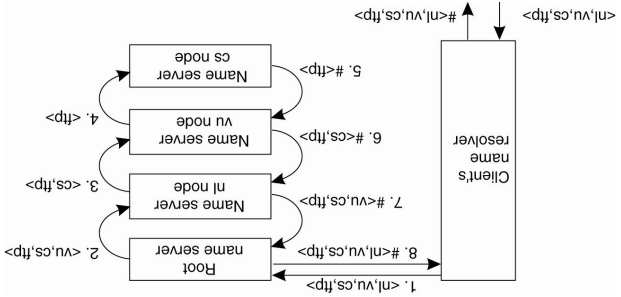 1. <nl,vu,cs,ftp>
8. #<nl,vu,cs,ftp>
Client's
name
resolver
Root
name server
2. <vu,cs,ftp>
7. #<vu,cs,ftp>
Name server
nl node
3. <cs,ftp>
6. #<cs,ftp>
Name server
vu node
4. <ftp>
5. #<ftp>
Name server
cs node
<nl,vu,cs,ftp>
#<nl,vu,cs,ftp>